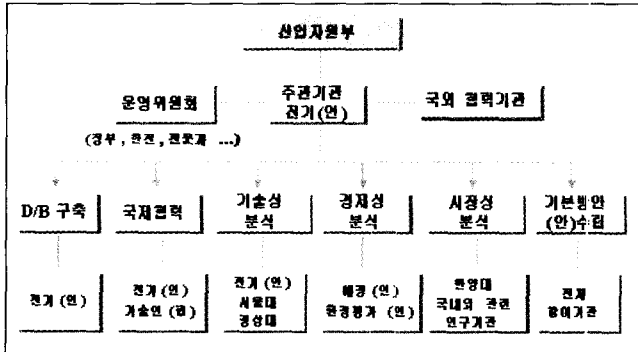 산업자원부
운영위원회
주관기관
전기(연)
국외 협력기관
(정부, 한전, 전문가 ...)
D/B 구축
국제협력
기술성
분석
경제성
분석
시장성
분석
기본방안
(안)수립
전기(연)
전기(연)
기술인(협)
전기(연)
서울대
경상대
에경(연)
환경평가(연)
한양대
국내외 관련
연구기관
전체
참여기관